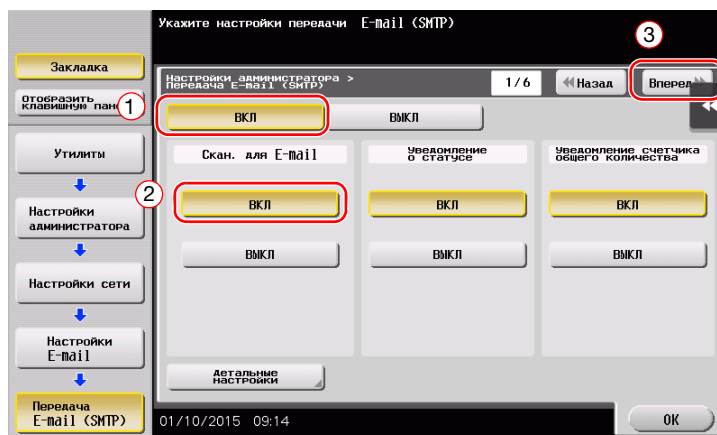 Укажите настройки передачи E-mail (SMTP)
3
Закладка
Отобразить
клавишную пан
1
Настройки администратора >
Передача E-mail (SMTP)
1/6
Назад
Вперед
ВКЛ
ВЫКЛ
Утилиты
Скан. для E-mail
Уведомление
о статусе
Уведомление счетчика
общего количества
2
ВКЛ
ВКЛ
ВКЛ
Настройки
администратора
ВЫКЛ
ВЫКЛ
ВЫКЛ
Настройки сети
Настройки
E-mail
Детальные
настройки
Передача
E-mail (SMTP)
01/10/2015 09:14
OK